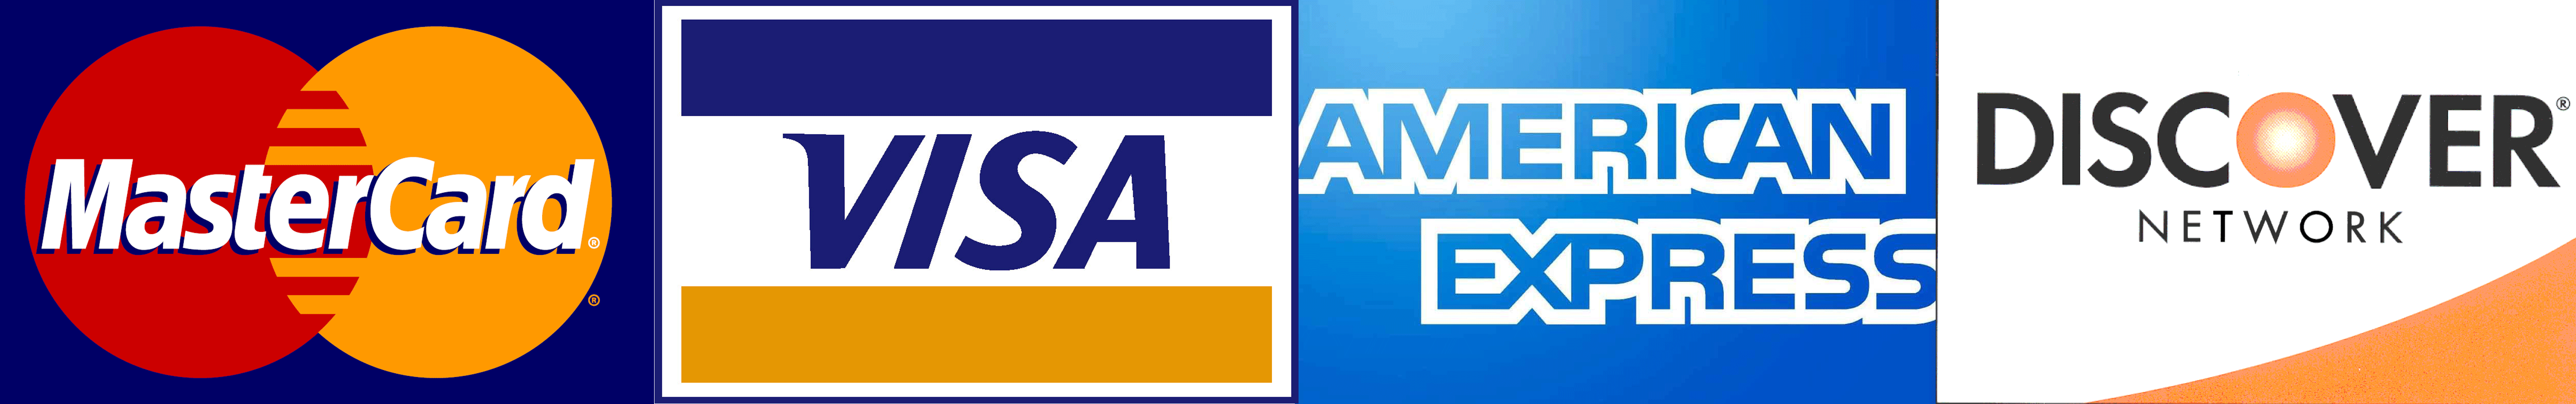 MasterCard®
®
VISA
AMERICAN
EXPRESS
DISCOVER®
NETWORK